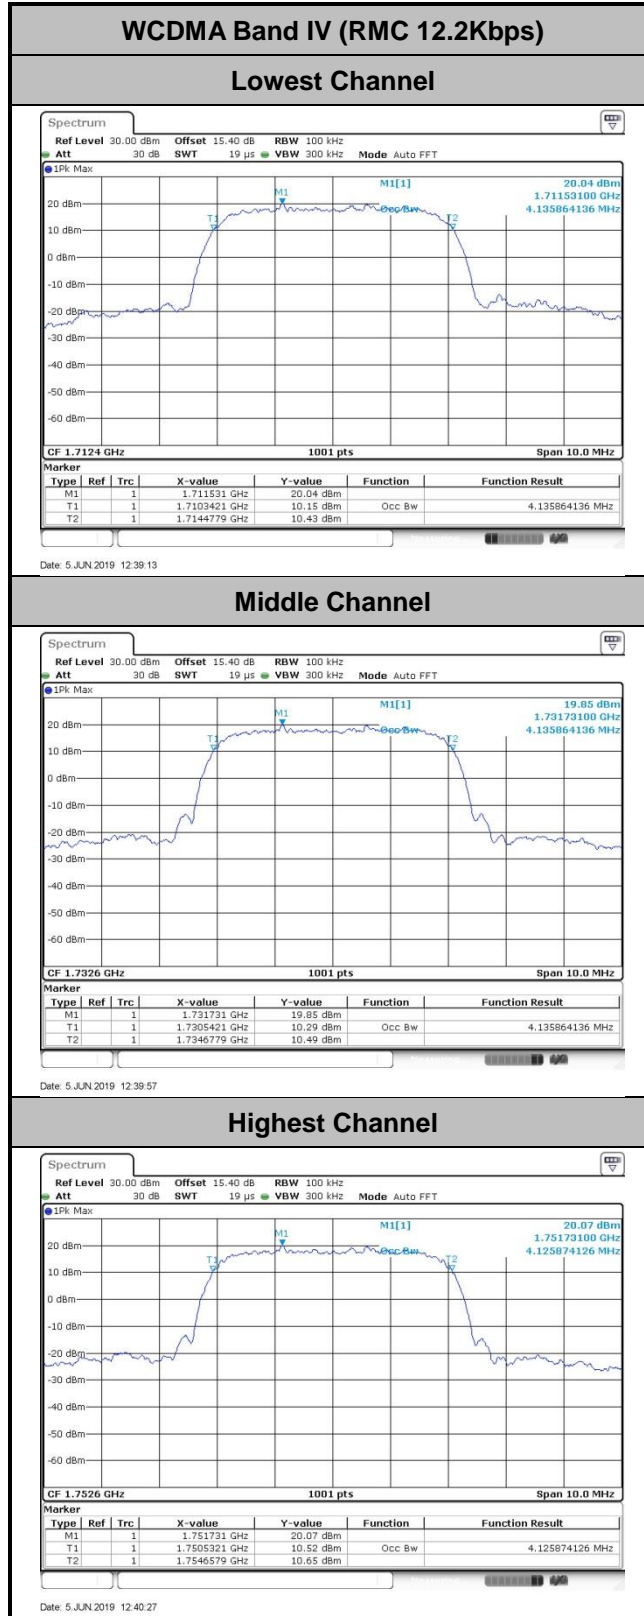 WCDMA Band IV (RMC 12.2Kbps)
Lowest Channel
Spectrum
Ref Level 30.00 dBm Offset 15.40 dB RBW 100 kHz
Att 30 dB SWT 19 µs VBW 300 kHz Mode Auto FFT
1Pk Max
M1[1] 20.04 dBm
1.71153100 GHz
Occ Bw 4.135864136 MHz
M1
T1
T2
20 dBm
10 dBm
0 dBm
-10 dBm
-20 dBm
-30 dBm
-40 dBm
-50 dBm
-60 dBm
CF 1.7124 GHz 1001 pts Span 10.0 MHz
Marker
Type Ref Trc X-value Y-value Function Function Result
M1 1 1.711531 GHz 20.04 dBm
T1 1 1.7103421 GHz 10.15 dBm Occ Bw 4.135864136 MHz
T2 1 1.7144779 GHz 10.43 dBm
Date: 5.JUN.2019 12:39:13
Middle Channel
Spectrum
Ref Level 30.00 dBm Offset 15.40 dB RBW 100 kHz
Att 30 dB SWT 19 µs VBW 300 kHz Mode Auto FFT
1Pk Max
M1[1] 19.85 dBm
1.73173100 GHz
Occ Bw 4.135864136 MHz
M1
T1
T2
20 dBm
10 dBm
0 dBm
-10 dBm
-20 dBm
-30 dBm
-40 dBm
-50 dBm
-60 dBm
CF 1.7326 GHz 1001 pts Span 10.0 MHz
Marker
Type Ref Trc X-value Y-value Function Function Result
M1 1 1.731731 GHz 19.85 dBm
T1 1 1.7305421 GHz 10.29 dBm Occ Bw 4.135864136 MHz
T2 1 1.7346779 GHz 10.49 dBm
Date: 5.JUN.2019 12:39:57
Highest Channel
Spectrum
Ref Level 30.00 dBm Offset 15.40 dB RBW 100 kHz
Att 30 dB SWT 19 µs VBW 300 kHz Mode Auto FFT
1Pk Max
M1[1] 20.07 dBm
1.75173100 GHz
Occ Bw 4.125874126 MHz
M1
T1
T2
20 dBm
10 dBm
0 dBm
-10 dBm
-20 dBm
-30 dBm
-40 dBm
-50 dBm
-60 dBm
CF 1.7526 GHz 1001 pts Span 10.0 MHz
Marker
Type Ref Trc X-value Y-value Function Function Result
M1 1 1.751731 GHz 20.07 dBm
T1 1 1.7505321 GHz 10.52 dBm Occ Bw 4.125874126 MHz
T2 1 1.7546579 GHz 10.65 dBm
Date: 5.JUN.2019 12:40:27